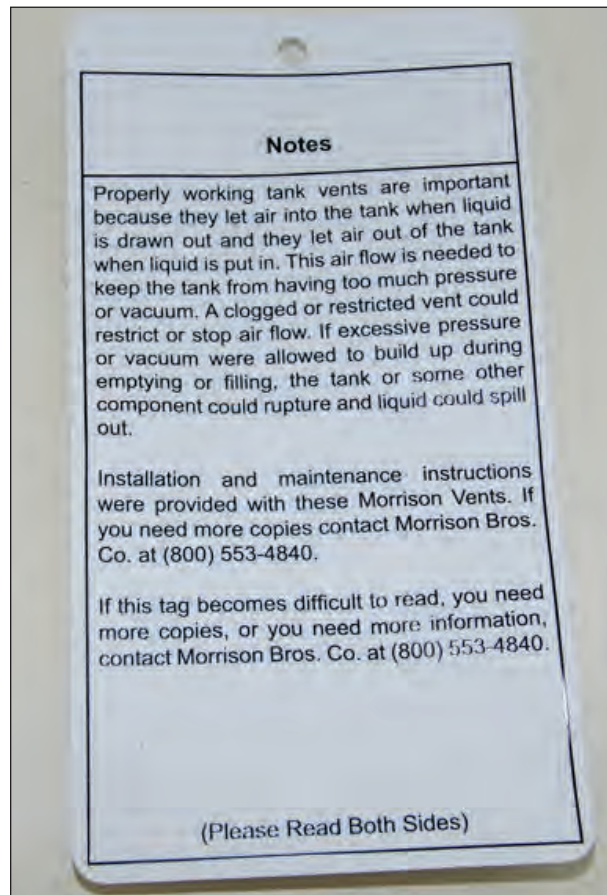 Notes
Properly working tank vents are important
because they let air into the tank when liquid
is drawn out and they let air out of the tank
when liquid is put in. This air flow is needed to
keep the tank from having too much pressure
or vacuum. A clogged or restricted vent could
restrict or stop air flow. If excessive pressure
or vacuum were allowed to build up during
emptying or filling, the tank or some other
component could rupture and liquid could spill
out.
Installation and maintenance instructions
were provided with these Morrison Vents. If
you need more copies contact Morrison Bros.
Co. at (800) 553-4840.
If this tag becomes difficult to read, you need
more copies, or you need more information,
contact Morrison Bros. Co. at (800) 553-4840.
(Please Read Both Sides)